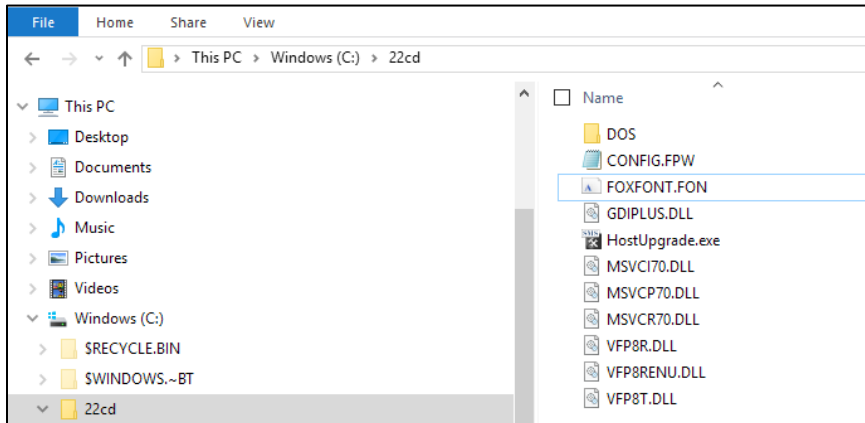 File Home Share View
This PC > Windows (C:) > 22cd
This PC
Desktop
Documents
Downloads
Music
Pictures
Videos
Windows (C:)
$RECYCLE.BIN
$WINDOWS.~BT
22cd
Name
DOS
CONFIG.FPW
FOXFONT.FON
GDIPLUS.DLL
SMS
HostUpgrade.exe
MSVCI70.DLL
MSVCP70.DLL
MSVCR70.DLL
VFP8R.DLL
VFP8RENU.DLL
VFP8T.DLL